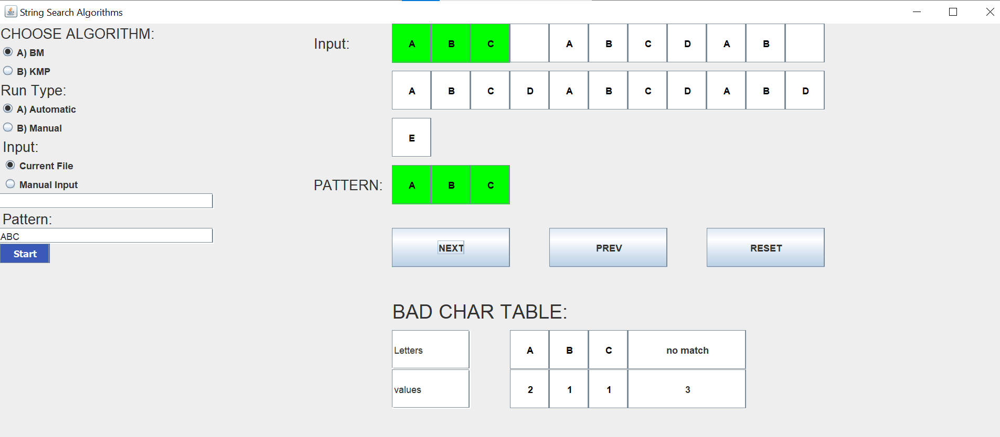 String Search Algorithms
CHOOSE ALGORITHM:
A) BM
B) KMP
Run Type:
A) Automatic
B) Manual
Input:
Current File
Manual Input
Pattern:
ABC
Start
Input:
A B C A B C D A B
A B C D A B C D A B D
E
PATTERN:
A B C
NEXT PREV RESET
BAD CHAR TABLE:
Letters A B C no match
values 2 1 1 3